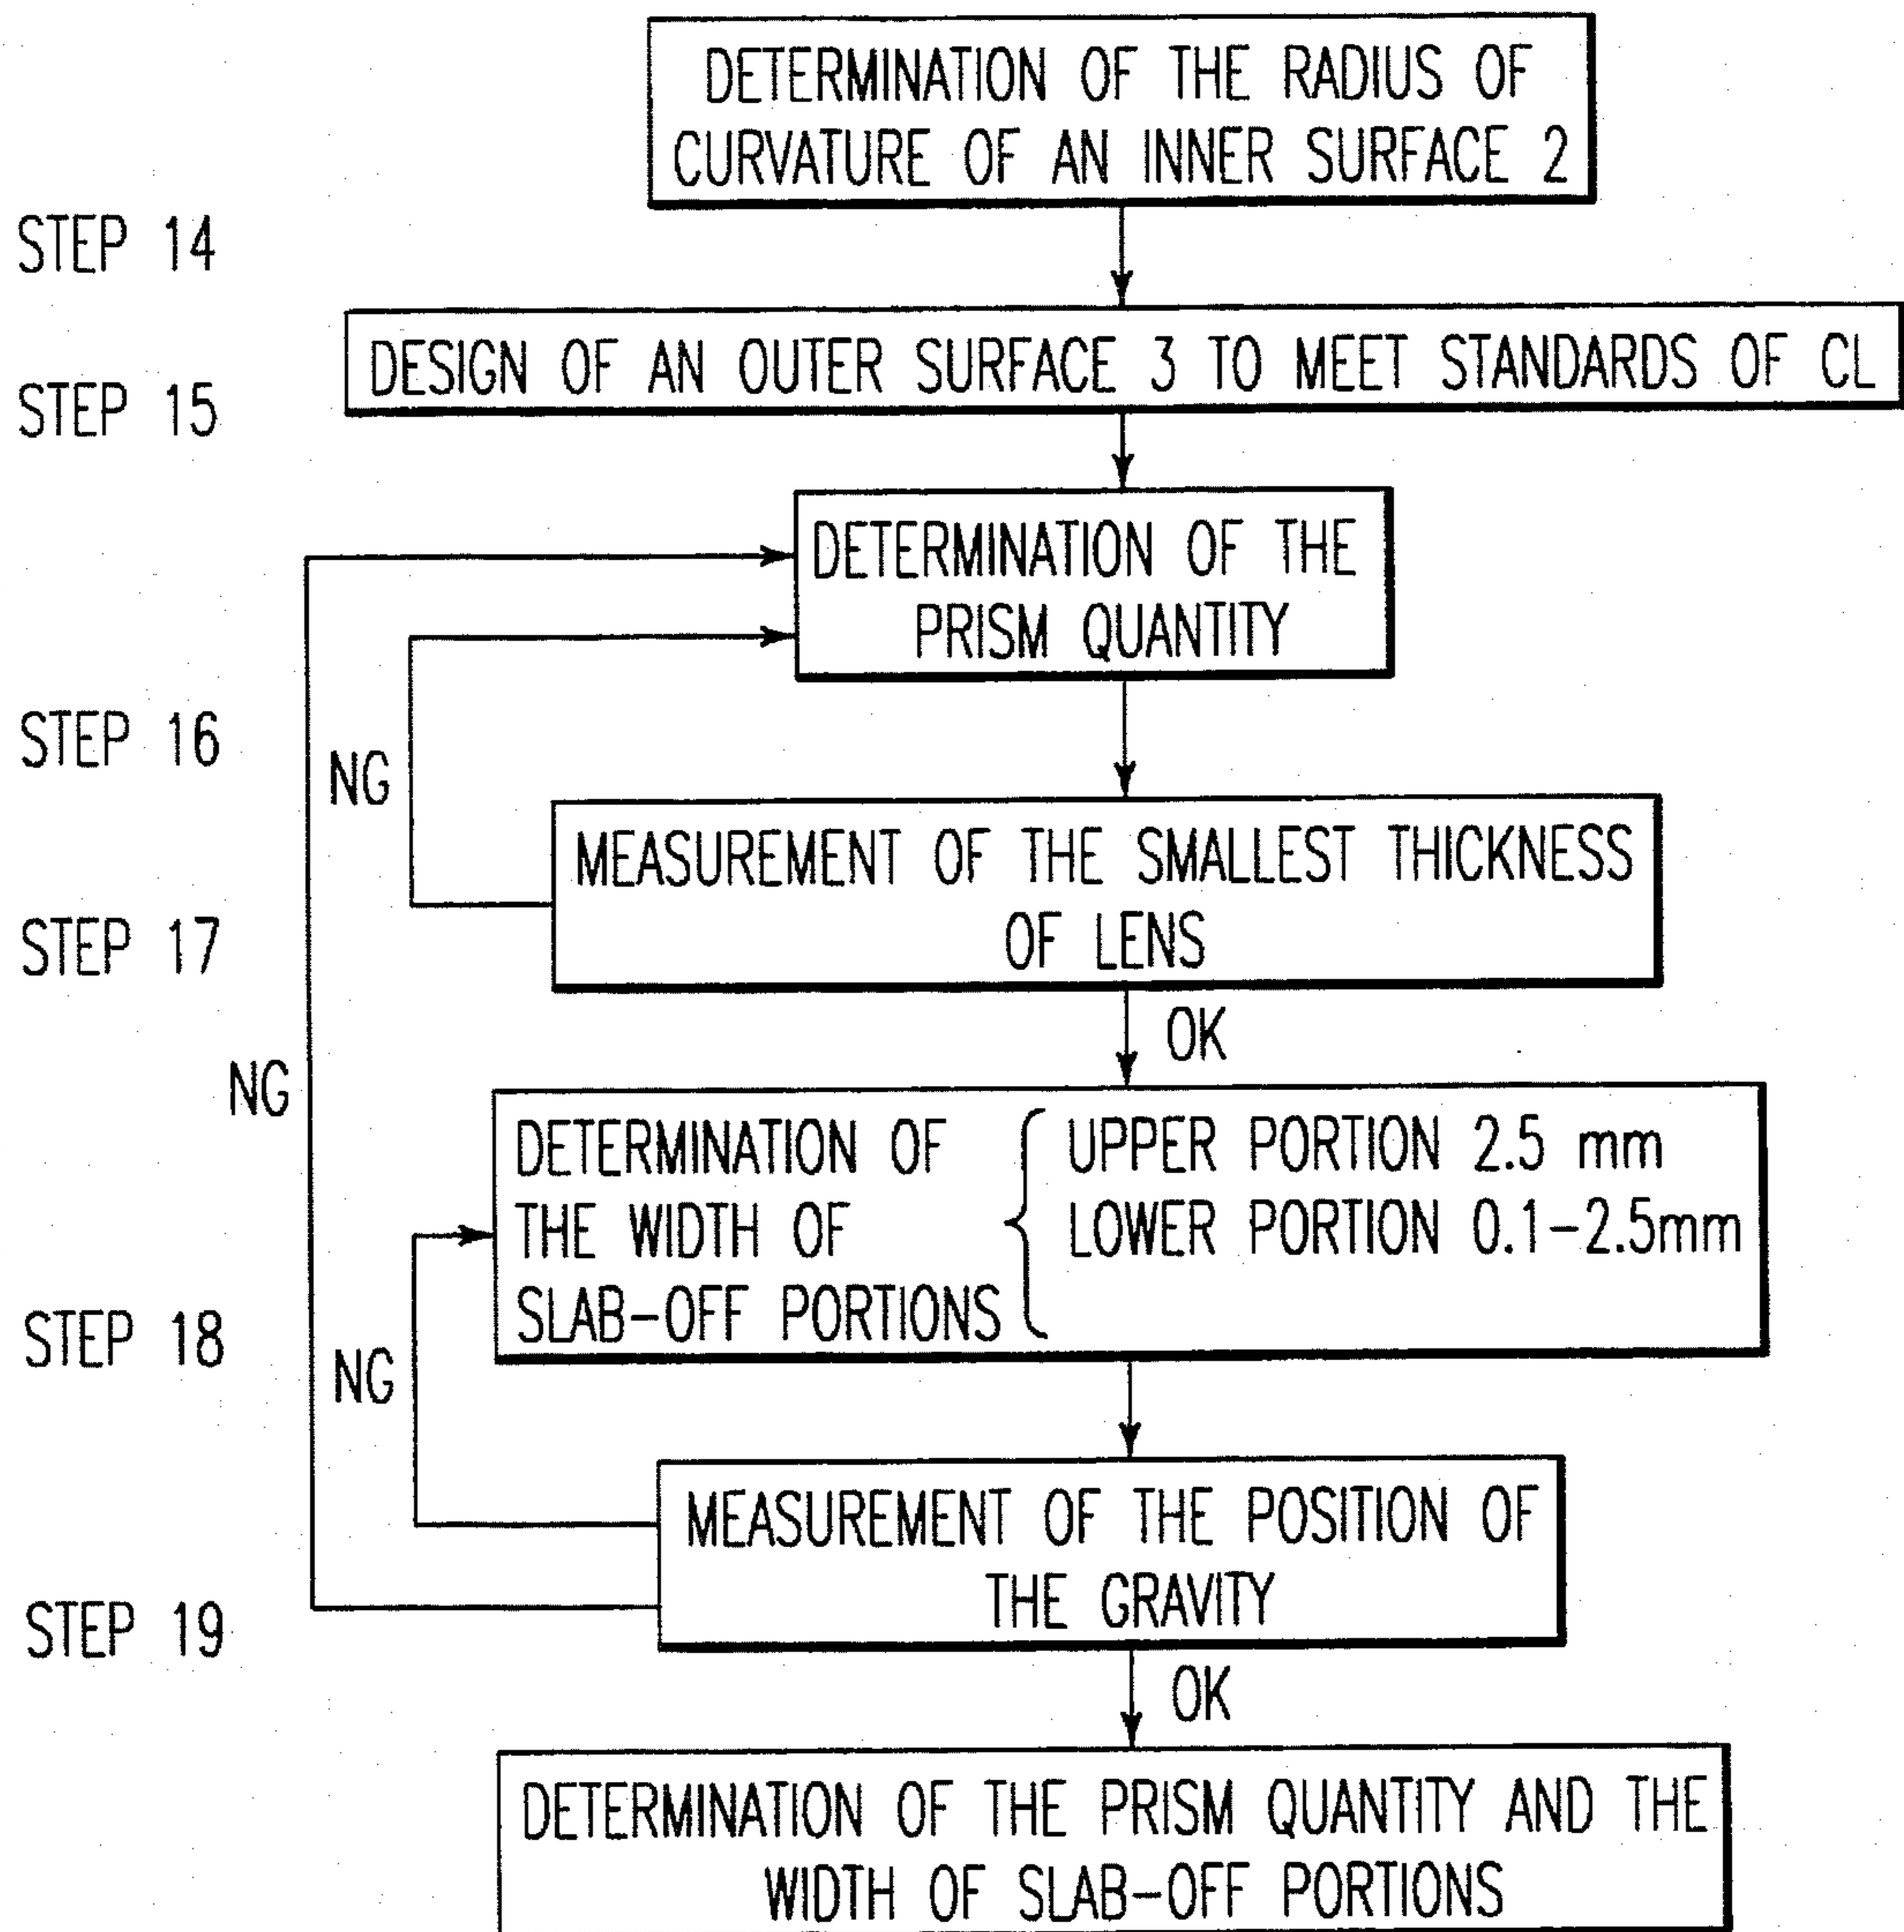 DETERMINATION OF THE RADIUS OF
CURVATURE OF AN INNER SURFACE 2
STEP 14
DESIGN OF AN OUTER SURFACE 3 TO MEET STANDARDS OF CL
STEP 15
DETERMINATION OF THE
PRISM QUANTITY
STEP 16
NG
MEASUREMENT OF THE SMALLEST THICKNESS
OF LENS
STEP 17
OK
NG
DETERMINATION OF
THE WIDTH OF
SLAB-OFF PORTIONS
UPPER PORTION 2.5 mm
LOWER PORTION 0.1-2.5mm
STEP 18
NG
MEASUREMENT OF THE POSITION OF
THE GRAVITY
STEP 19
OK
DETERMINATION OF THE PRISM QUANTITY AND THE
WIDTH OF SLAB-OFF PORTIONS